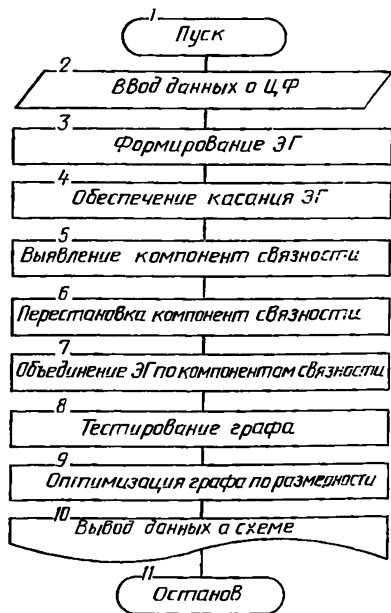 1
Пуск
2
Ввод данных о ЦФ
3
Формирование ЭГ
4
Обеспечение касания ЭГ
5
Выявление компонент связности
6
Перестановка компонент связности
7
Объединение ЭГ по компонентам связности
8
Тестирование графа
9
Оптимизация графа по размерности
10
Вывод данных а схеме
11
Останов